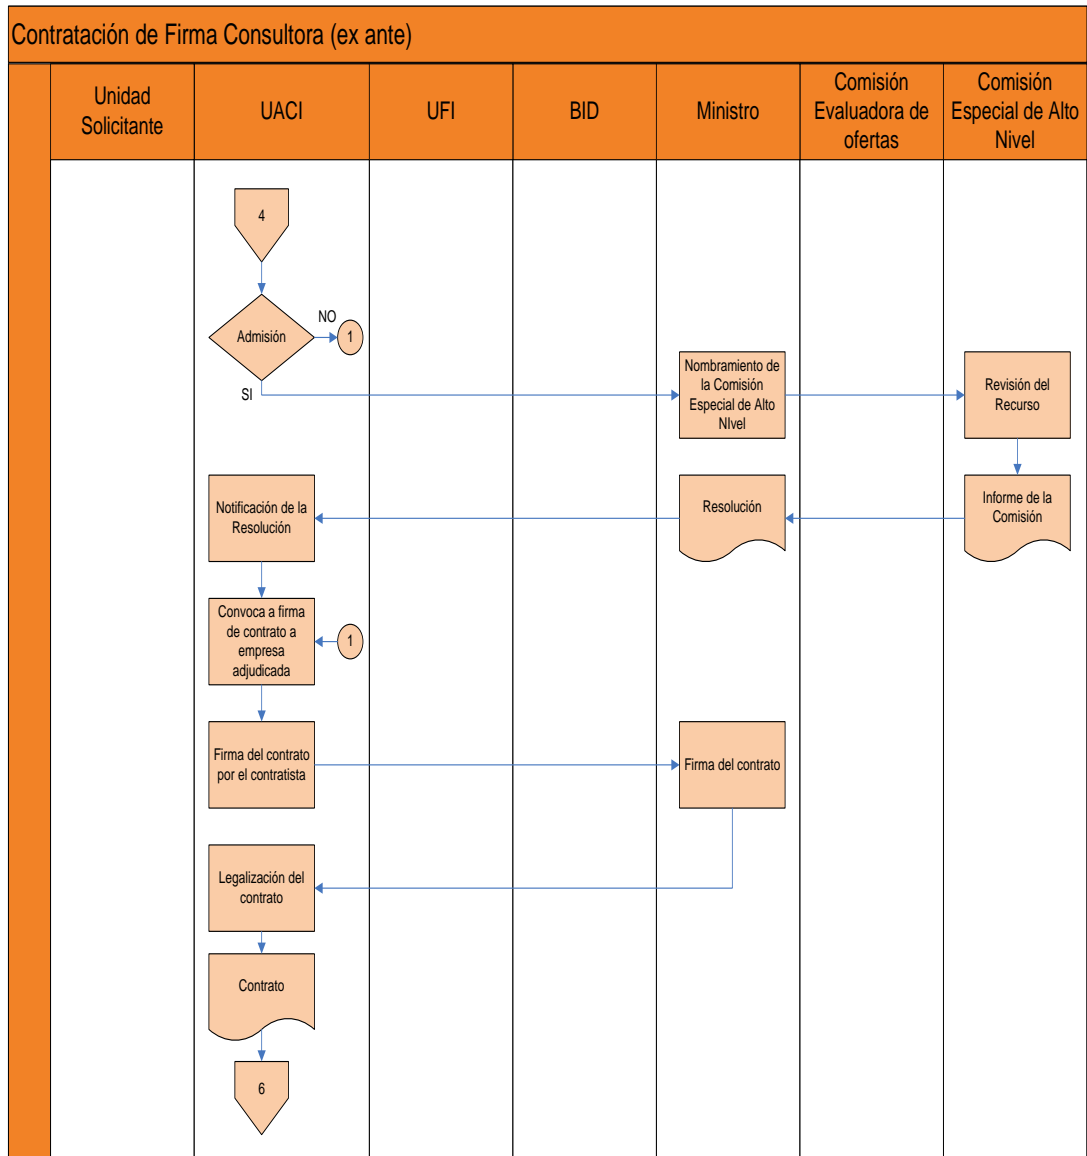 Contratación de Firma Consultora (ex ante)
Unidad
Solicitante
UACI
UFI
BID
Ministro
Comisión
Evaluadora de
ofertas
Comisión
Especial de Alto
Nivel
4
Admisión
NO
1
SI
Nombramiento de
la Comisión
Especial de Alto
NIvel
Revisión del
Recurso
Notificación de la
Resolución
Resolución
Informe de la
Comisión
Convoca a firma
de contrato a
empresa
adjudicada
1
Firma del contrato
por el contratista
Firma del contrato
Legalización del
contrato
Contrato
6